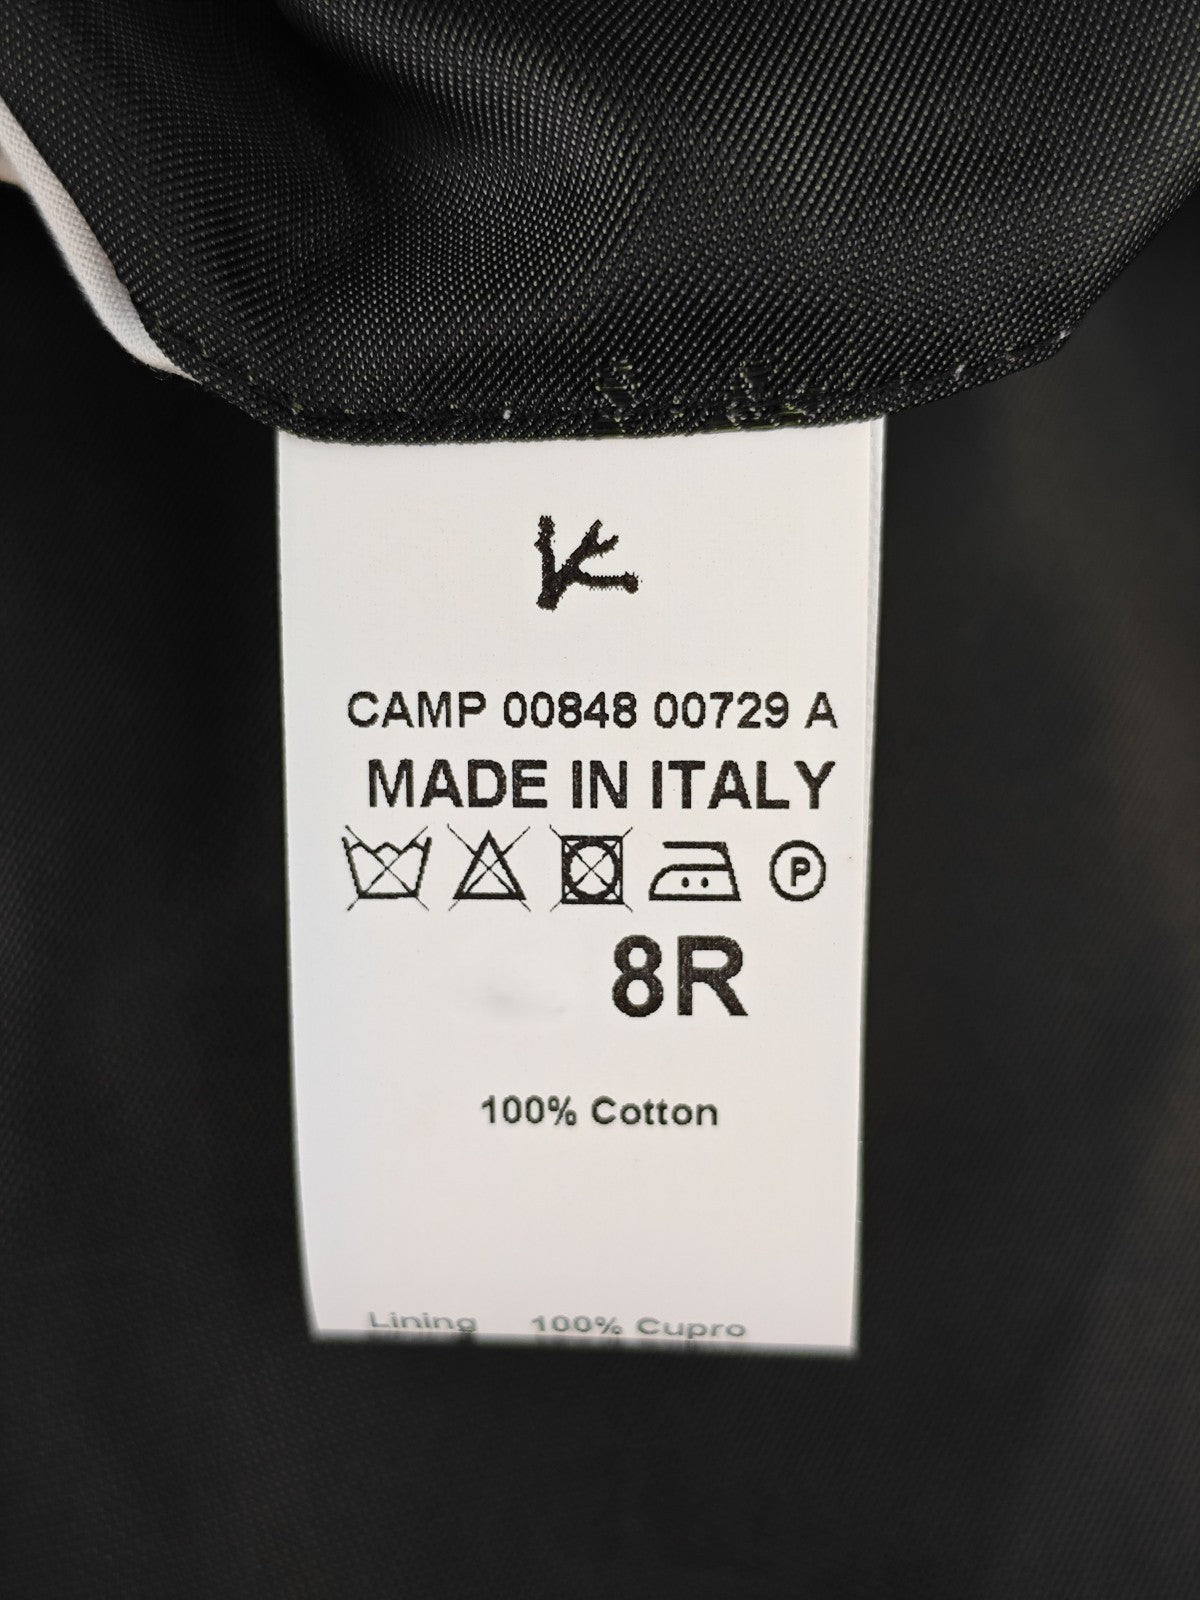 CAMP 00848 00729 A
MADE IN ITALY
P
8R
100% Cotton
Lining 100% Cupro